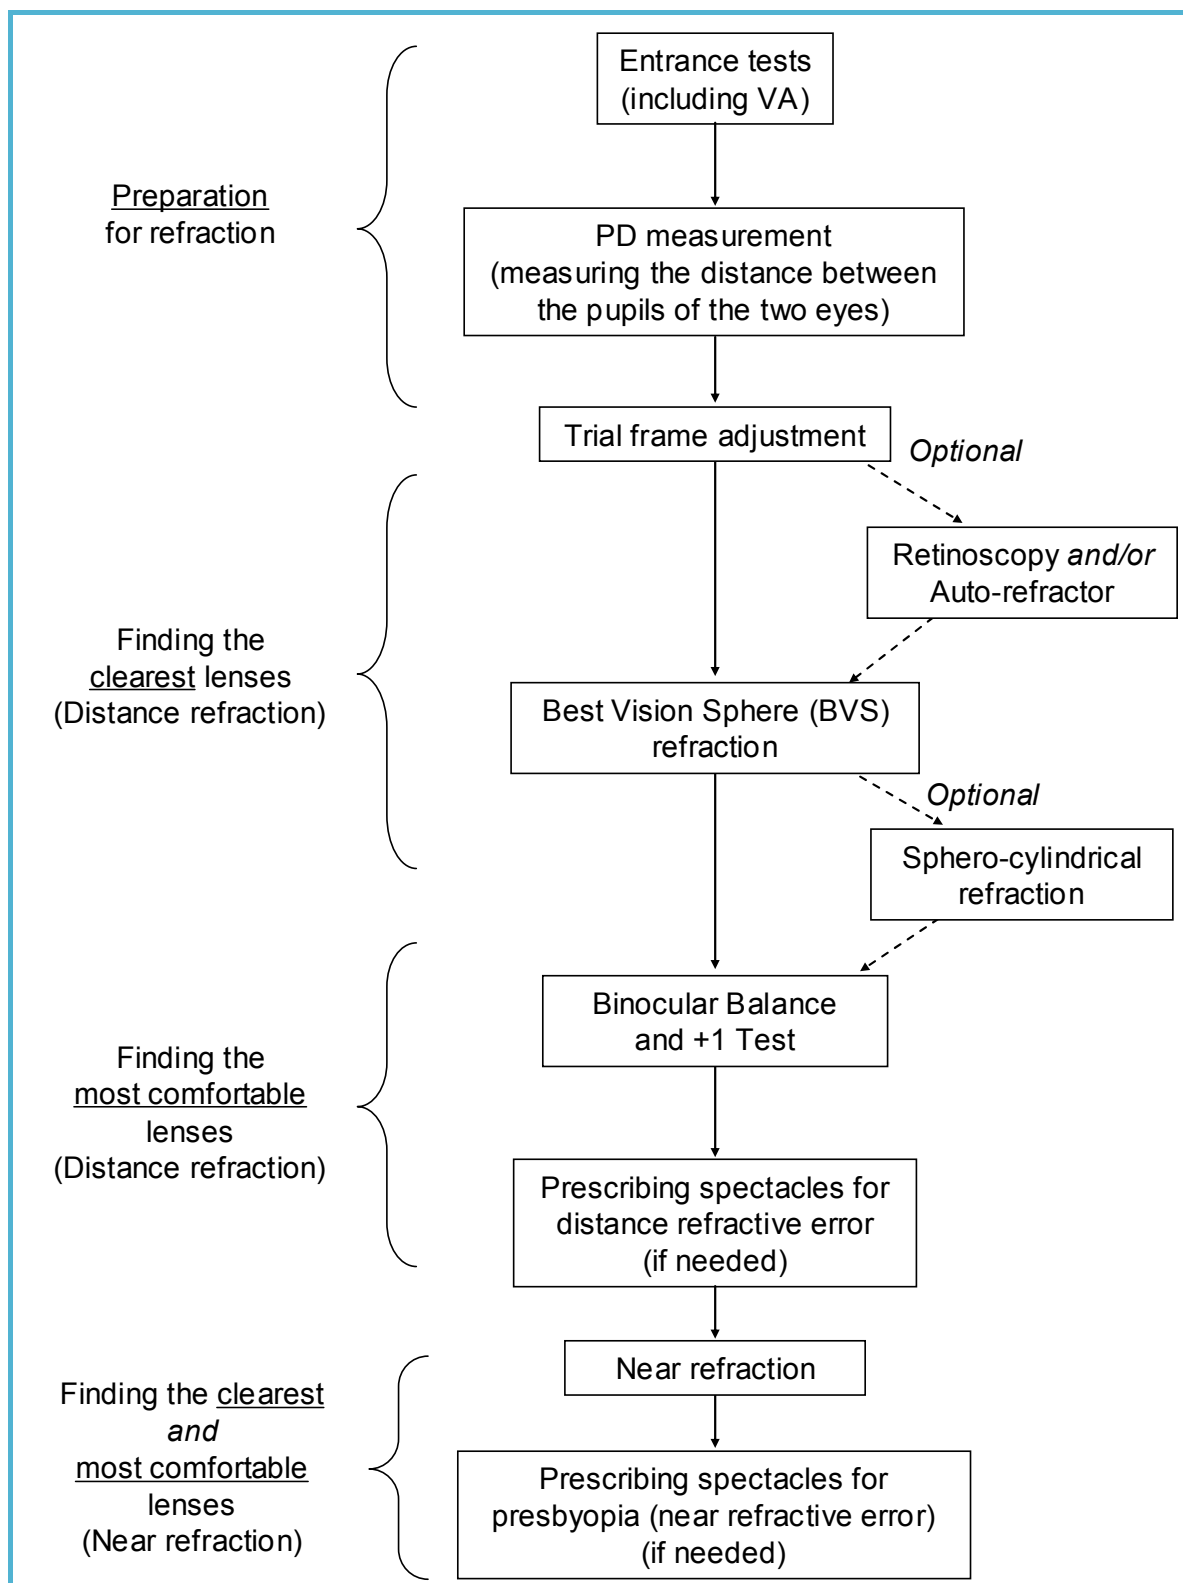 Entrance tests
(including VA)
Preparation
for refraction
PD measurement
(measuring the distance between
the pupils of the two eyes)
Trial frame adjustment
Optional
Retinoscopy and/or
Auto-refractor
Finding the
clearest lenses
(Distance refraction)
Best Vision Sphere (BVS)
refraction
Optional
Sphero-cylindrical
refraction
Binocular Balance
and +1 Test
Finding the
most comfortable
lenses
(Distance refraction)
Prescribing spectacles for
distance refractive error
(if needed)
Near refraction
Finding the clearest
and
most comfortable
lenses
(Near refraction)
Prescribing spectacles for
presbyopia (near refractive error)
(if needed)